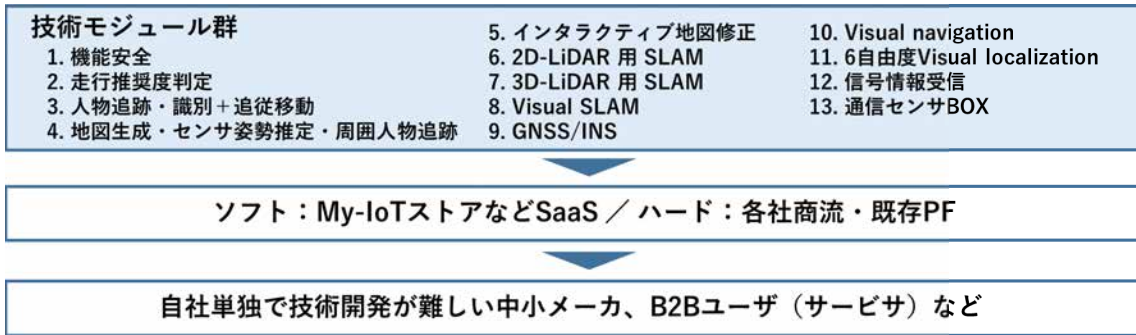 技術モジュール群
1. 機能安全
2. 走行推奨度判定
3. 人物追跡・識別＋追従移動
4. 地図生成・センサ姿勢推定・周囲人物追跡
5. インタラクティブ地図修正
6. 2D-LiDAR 用 SLAM
7. 3D-LiDAR 用 SLAM
8. Visual SLAM
9. GNSS/INS
10. Visual navigation
11. 6自由度Visual localization
12. 信号情報受信
13. 通信センサBOX
ソフト：My-IoTストアなどSaaS ／ ハード：各社商流・既存PF
自社単独で技術開発が難しい中小メーカ、B2Bユーザ（サービサ）など